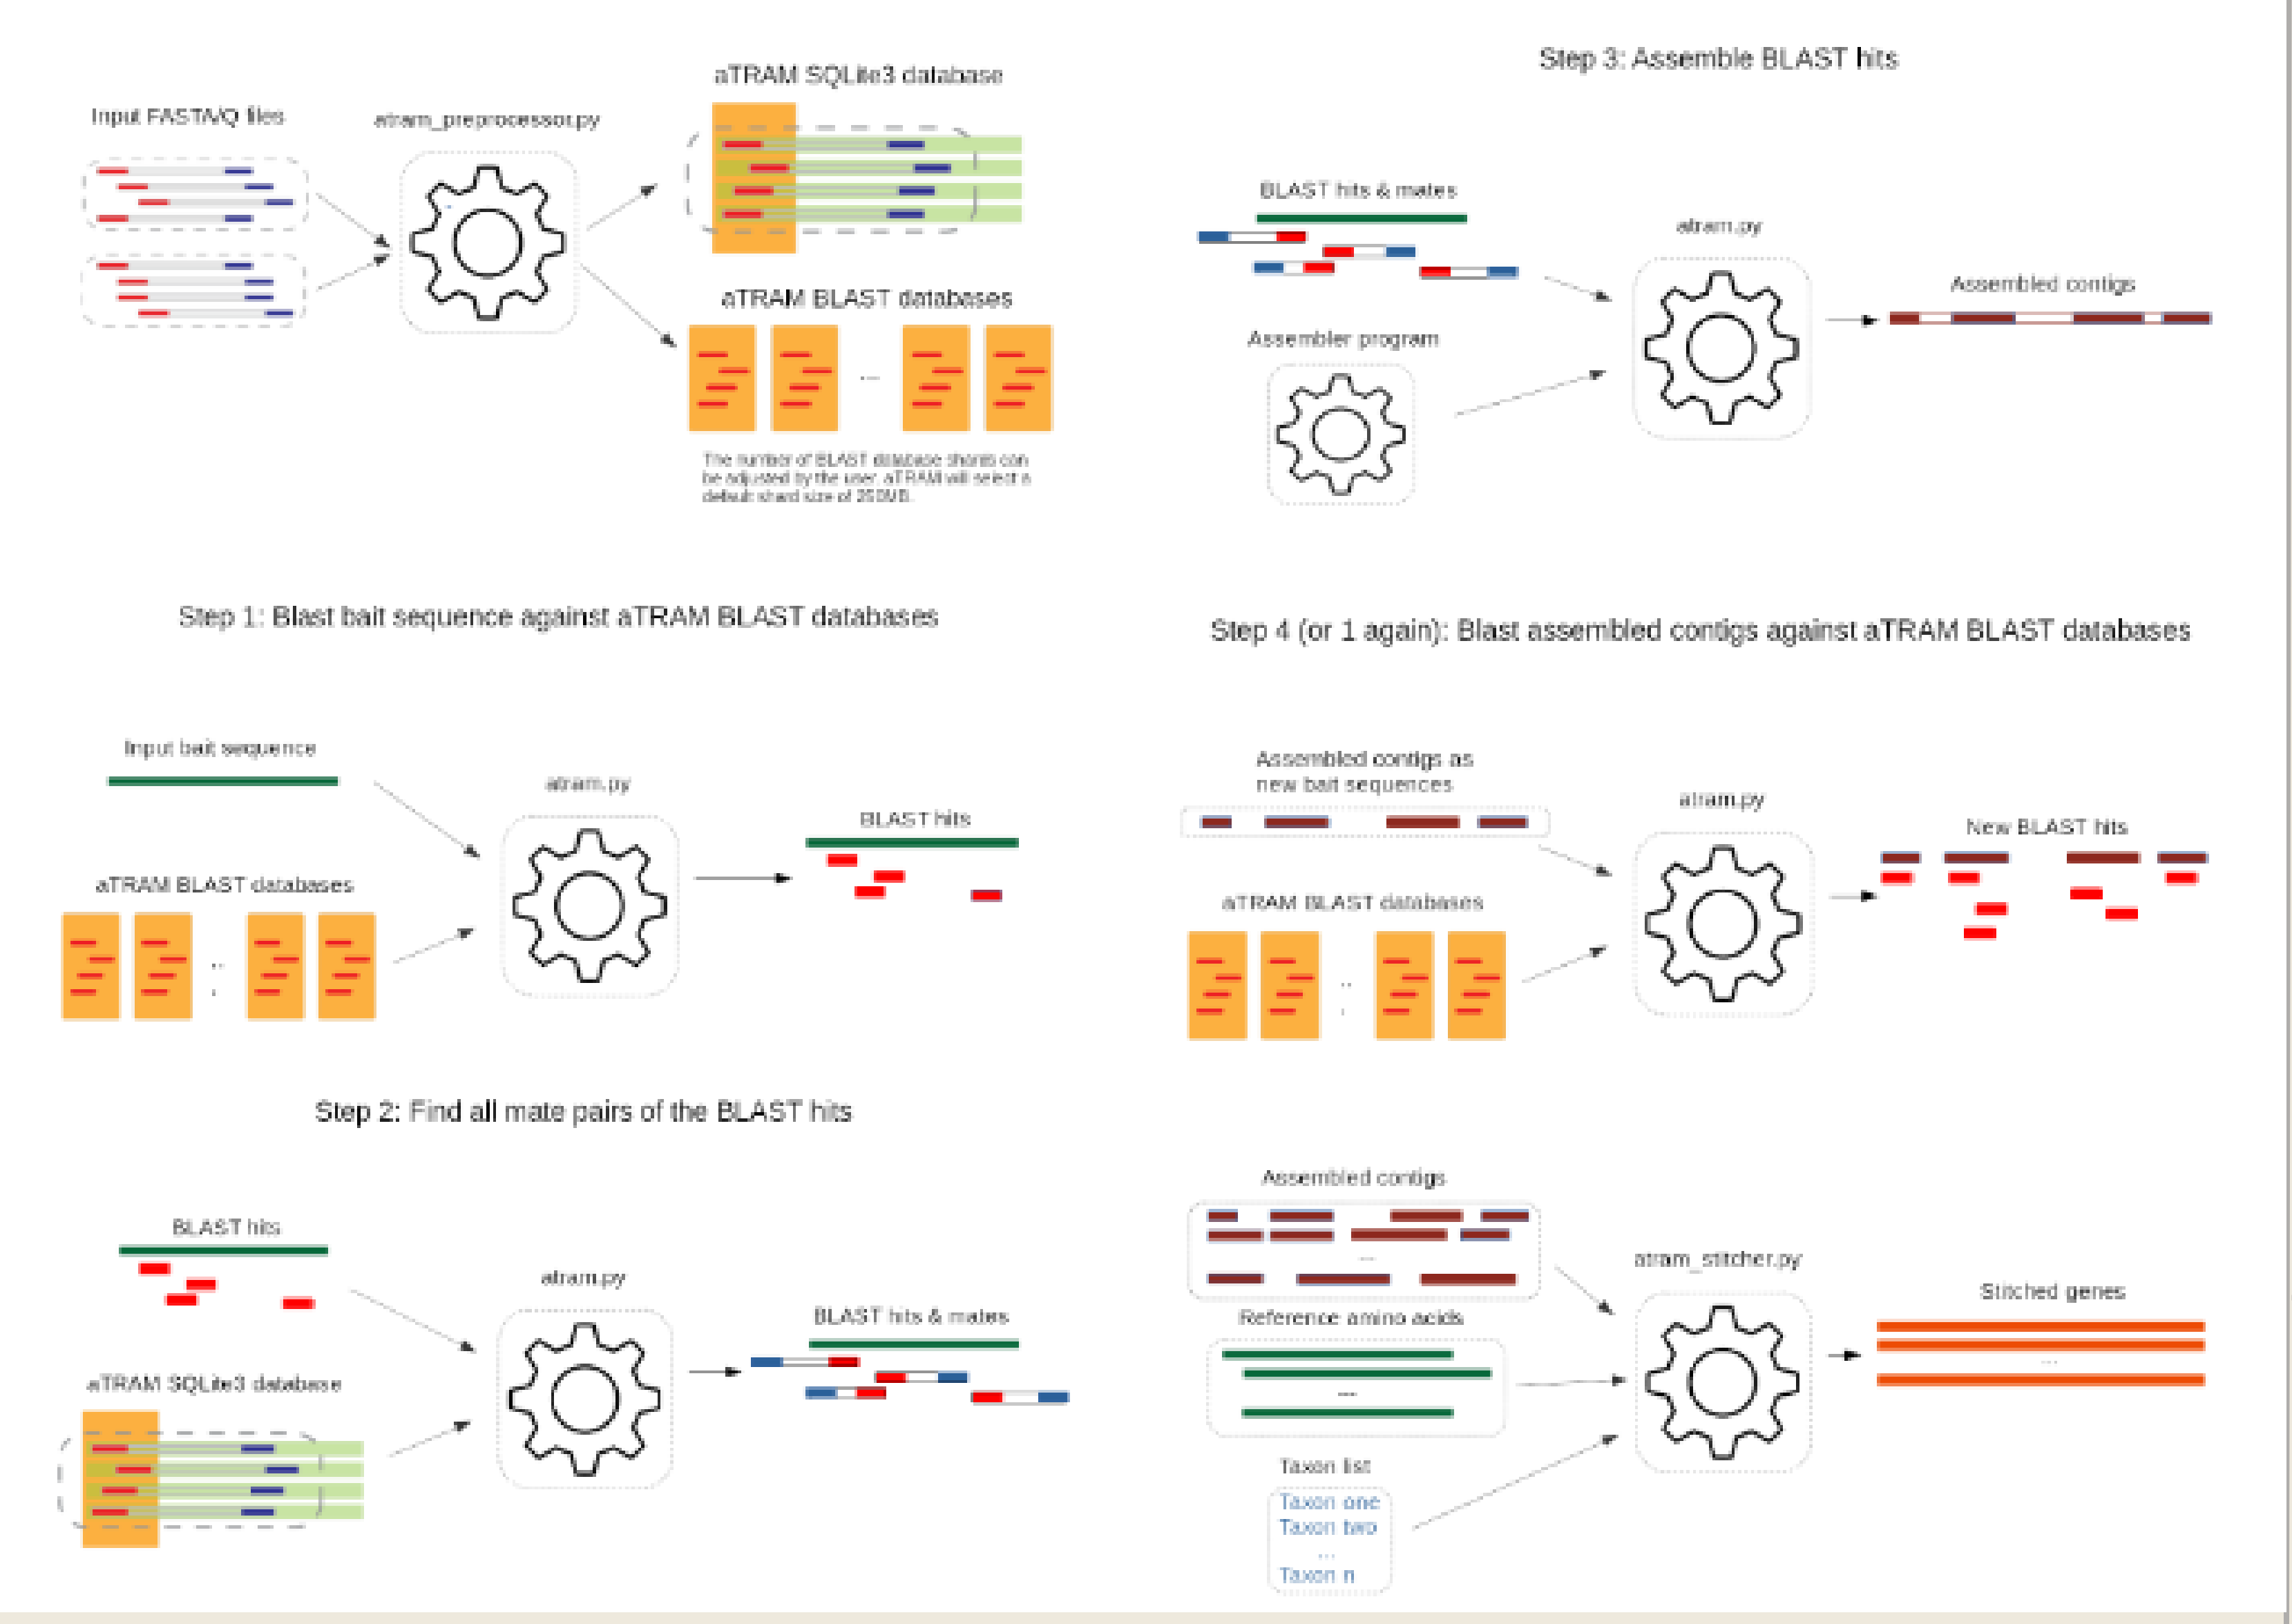 Input FASTA/Q files
atram_preprocessor.py
aTRAM SQLite3 database
aTRAM BLAST databases
...
The number of BLAST database shards can
be adjusted by the user. aTRAM will select a
default shard size of 250MB.
Step 1: Blast bait sequence against aTRAM BLAST databases
Input bait sequence
atram.py
BLAST hits
aTRAM BLAST databases
...
Step 2: Find all mate pairs of the BLAST hits
BLAST hits
atram.py
BLAST hits & mates
aTRAM SQLite3 database
Step 3: Assemble BLAST hits
BLAST hits & mates
atram.py
Assembled contigs
Assembler program
Step 4 (or 1 again): Blast assembled contigs against aTRAM BLAST databases
Assembled contigs as
new bait sequences
atram.py
New BLAST hits
aTRAM BLAST databases
...
Assembled contigs
...
atram_stitcher.py
Stitched genes
...
Reference amino acids
...
Taxon list
Taxon one
Taxon two
...
Taxon n